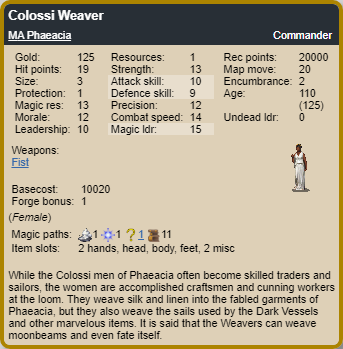 Colossi Weaver
MA Phaeacia Commander
Gold: 125 Resources: 1 Rec points: 20000
Hit points: 19 Strength: 13 Map move: 20
Size: 3 Attack skill: 10 Encumbrance: 2
Protection: 1 Defence skill: 9 Age: 110
Magic res: 13 Precision: 12 (125)
Morale: 12 Combat speed: 14 Undead ldr: 0
Leadership: 10 Magic ldr: 15
Weapons:
Fist
Basecost: 10020
Forge bonus: 1
(Female)
Magic paths: 1 1 ? 1 11
Item slots: 2 hands, head, body, feet, 2 misc
While the Colossi men of Phaeacia often become skilled traders and
sailors, the women are accomplished craftsmen and cunning workers
at the loom. They weave silk and linen into the fabled garments of
Phaeacia, but they also weave the sails used by the Dark Vessels
and other marvelous items. It is said that the Weavers can weave
moonbeams and even fate itself.